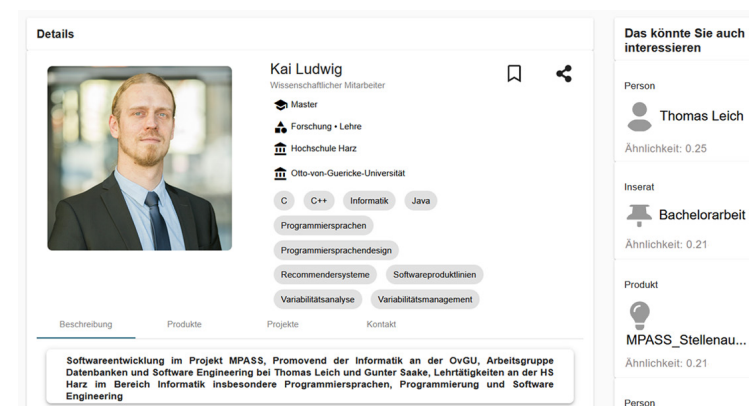 Details
Kai Ludwig
Wissenschaftlicher Mitarbeiter
Master
Forschung • Lehre
Hochschule Harz
Otto-von-Guericke-Universität
C C++ Informatik Java
Programmiersprachen
Programmiersprachendesign
Recommendersysteme Softwareproduktlinien
Variabilitätsanalyse Variabilitätsmanagement
Beschreibung Produkte Projekte Kontakt
Softwareentwicklung im Projekt MPASS, Promovend der Informatik an der OvGU, Arbeitsgruppe
Datenbanken und Software Engineering bei Thomas Leich und Gunter Saake, Lehrtätigkeiten an der HS
Harz im Bereich Informatik insbesondere Programmiersprachen, Programmierung und Software
Engineering
Das könnte Sie auch
interessieren
Person
Thomas Leich
Ähnlichkeit: 0.25
Inserat
Bachelorarbeit
Ähnlichkeit: 0.21
Produkt
MPASS_Stellenau...
Ähnlichkeit: 0.21
Person